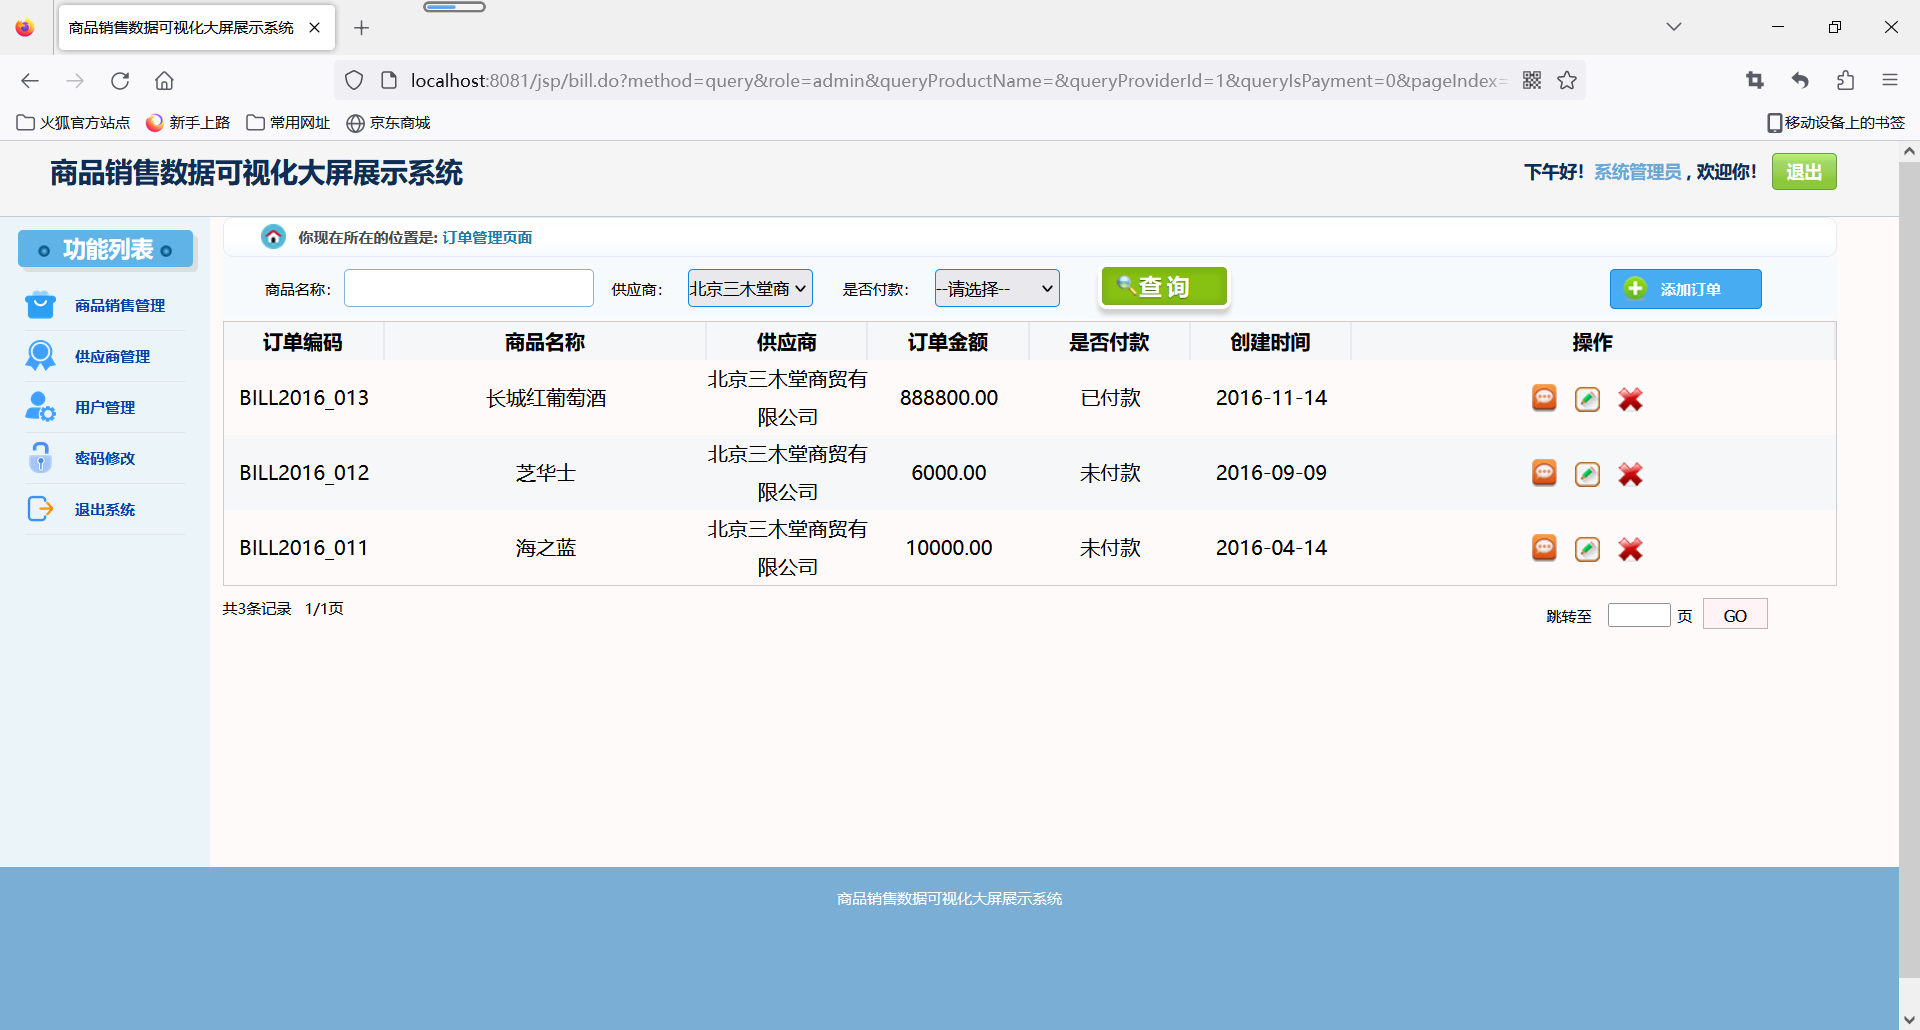 商品销售数据可视化大屏展示系统
localhost:8081/jsp/bill.do?method=query&role=admin&queryProductName=&queryProviderId=1&queryIsPayment=0&pageIndex=
火狐官方站点 新手上路 常用网址 京东商城 移动设备上的书签
商品销售数据可视化大屏展示系统 下午好！系统管理员，欢迎你！ 退出
功能列表
商品销售管理
供应商管理
用户管理
密码修改
退出系统
你现在所在的位置是: 订单管理页面
商品名称： 供应商： 北京三木堂商 是否付款： --请选择-- 查 询 添加订单
订单编码 商品名称 供应商 订单金额 是否付款 创建时间 操作
BILL2016_013 长城红葡萄酒 北京三木堂商贸有限公司 888800.00 已付款 2016-11-14
BILL2016_012 芝华士 北京三木堂商贸有限公司 6000.00 未付款 2016-09-09
BILL2016_011 海之蓝 北京三木堂商贸有限公司 10000.00 未付款 2016-04-14
共3条记录 1/1页 跳转至 页 GO
商品销售数据可视化大屏展示系统